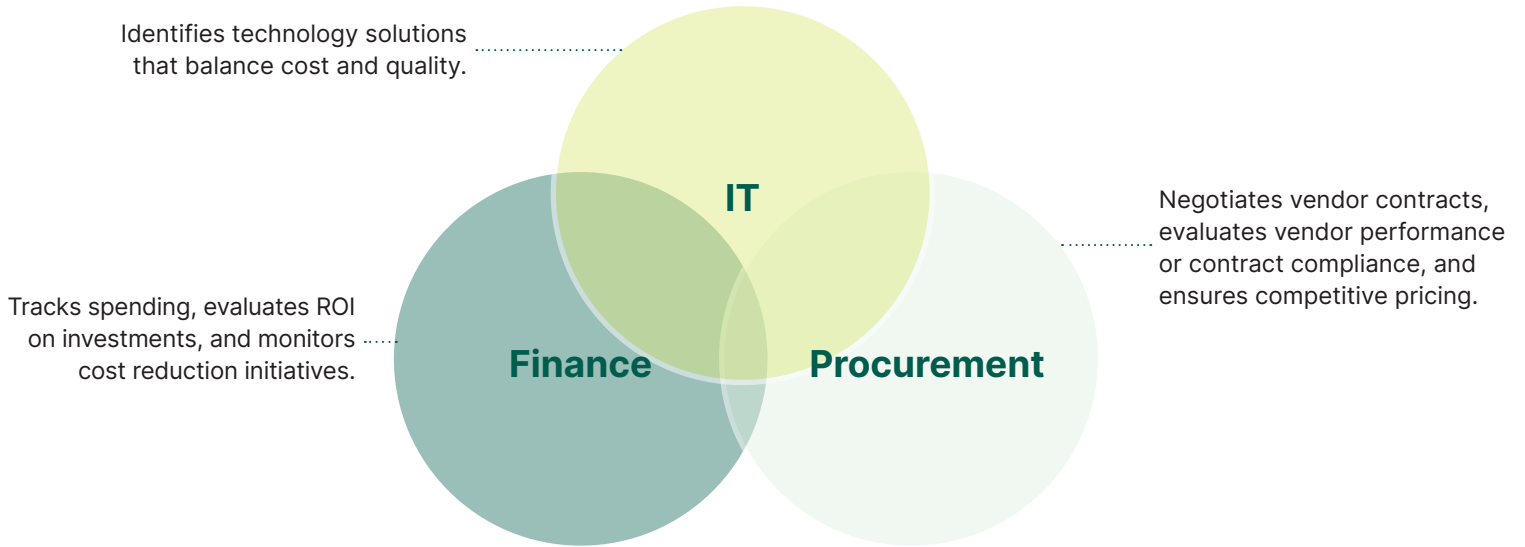 Identifies technology solutions
that balance cost and quality.
IT
Negotiates vendor contracts,
evaluates vendor performance
or contract compliance, and
ensures competitive pricing.
Tracks spending, evaluates ROI
on investments, and monitors
cost reduction initiatives.
Finance
Procurement